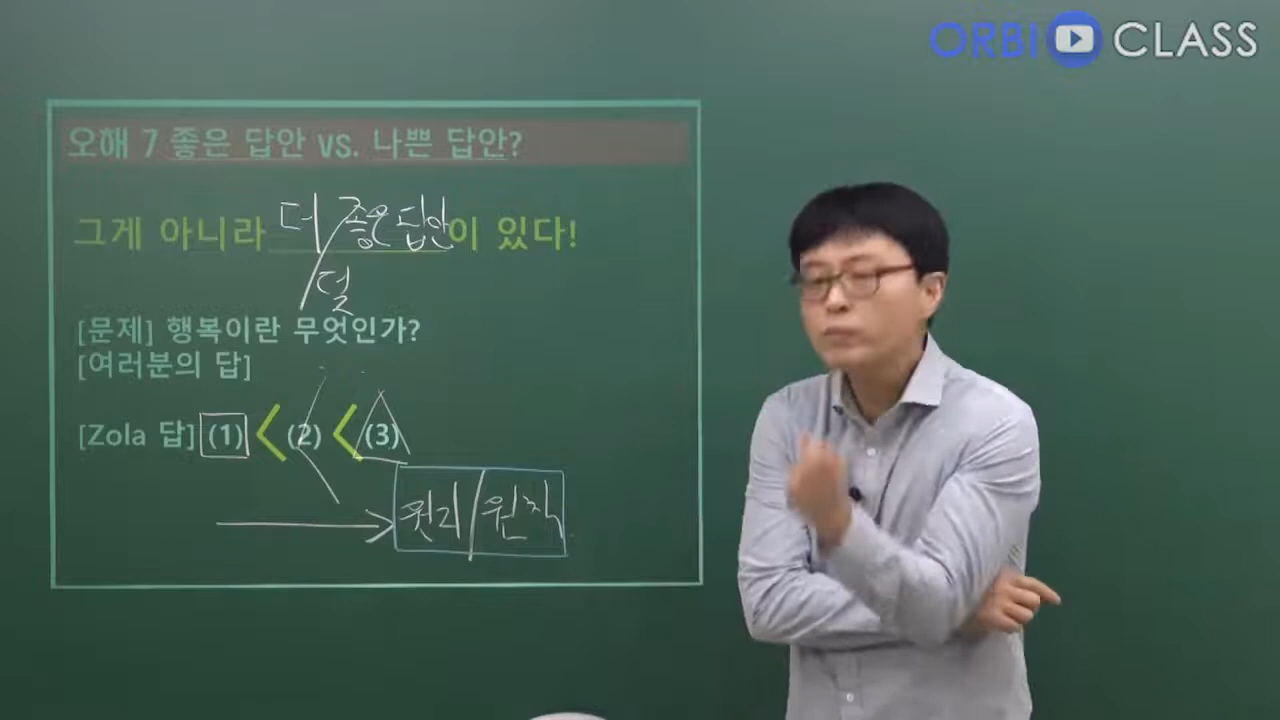 ORBI CLASS
오해 7 좋은 답안 vs. 나쁜 답안?
그게 아니라 더/좋은 답안이 있다!
덜
[문제] 행복이란 무엇인가?
[여러분의 답]
[Zola 답] (1) < (2) < (3)
원리/원칙